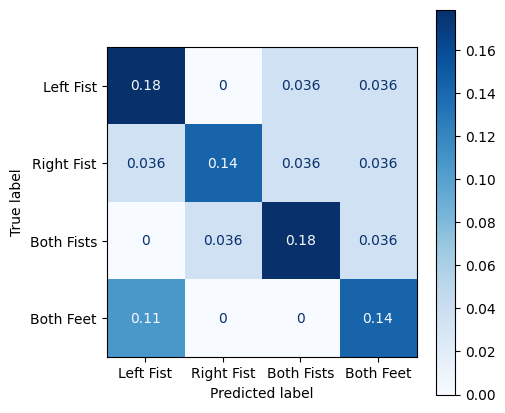 Left Fist 0.18 0 0.036 0.036
Right Fist 0.036 0.14 0.036 0.036
Both Fists 0 0.036 0.18 0.036
Both Feet 0.11 0 0 0.14
Left Fist Right Fist Both Fists Both Feet
Predicted label
True label
0.16
0.14
0.12
0.10
0.08
0.06
0.04
0.02
0.00